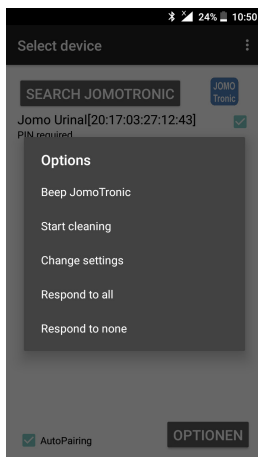 24% 10:50
Select device
SEARCH JOMOTRONIC
JOMO
Tronic
Jomo Urinal[20:17:03:27:12:43]
PIN required
Options
Beep JomoTronic
Start cleaning
Change settings
Respond to all
Respond to none
AutoPairing
OPTIONEN